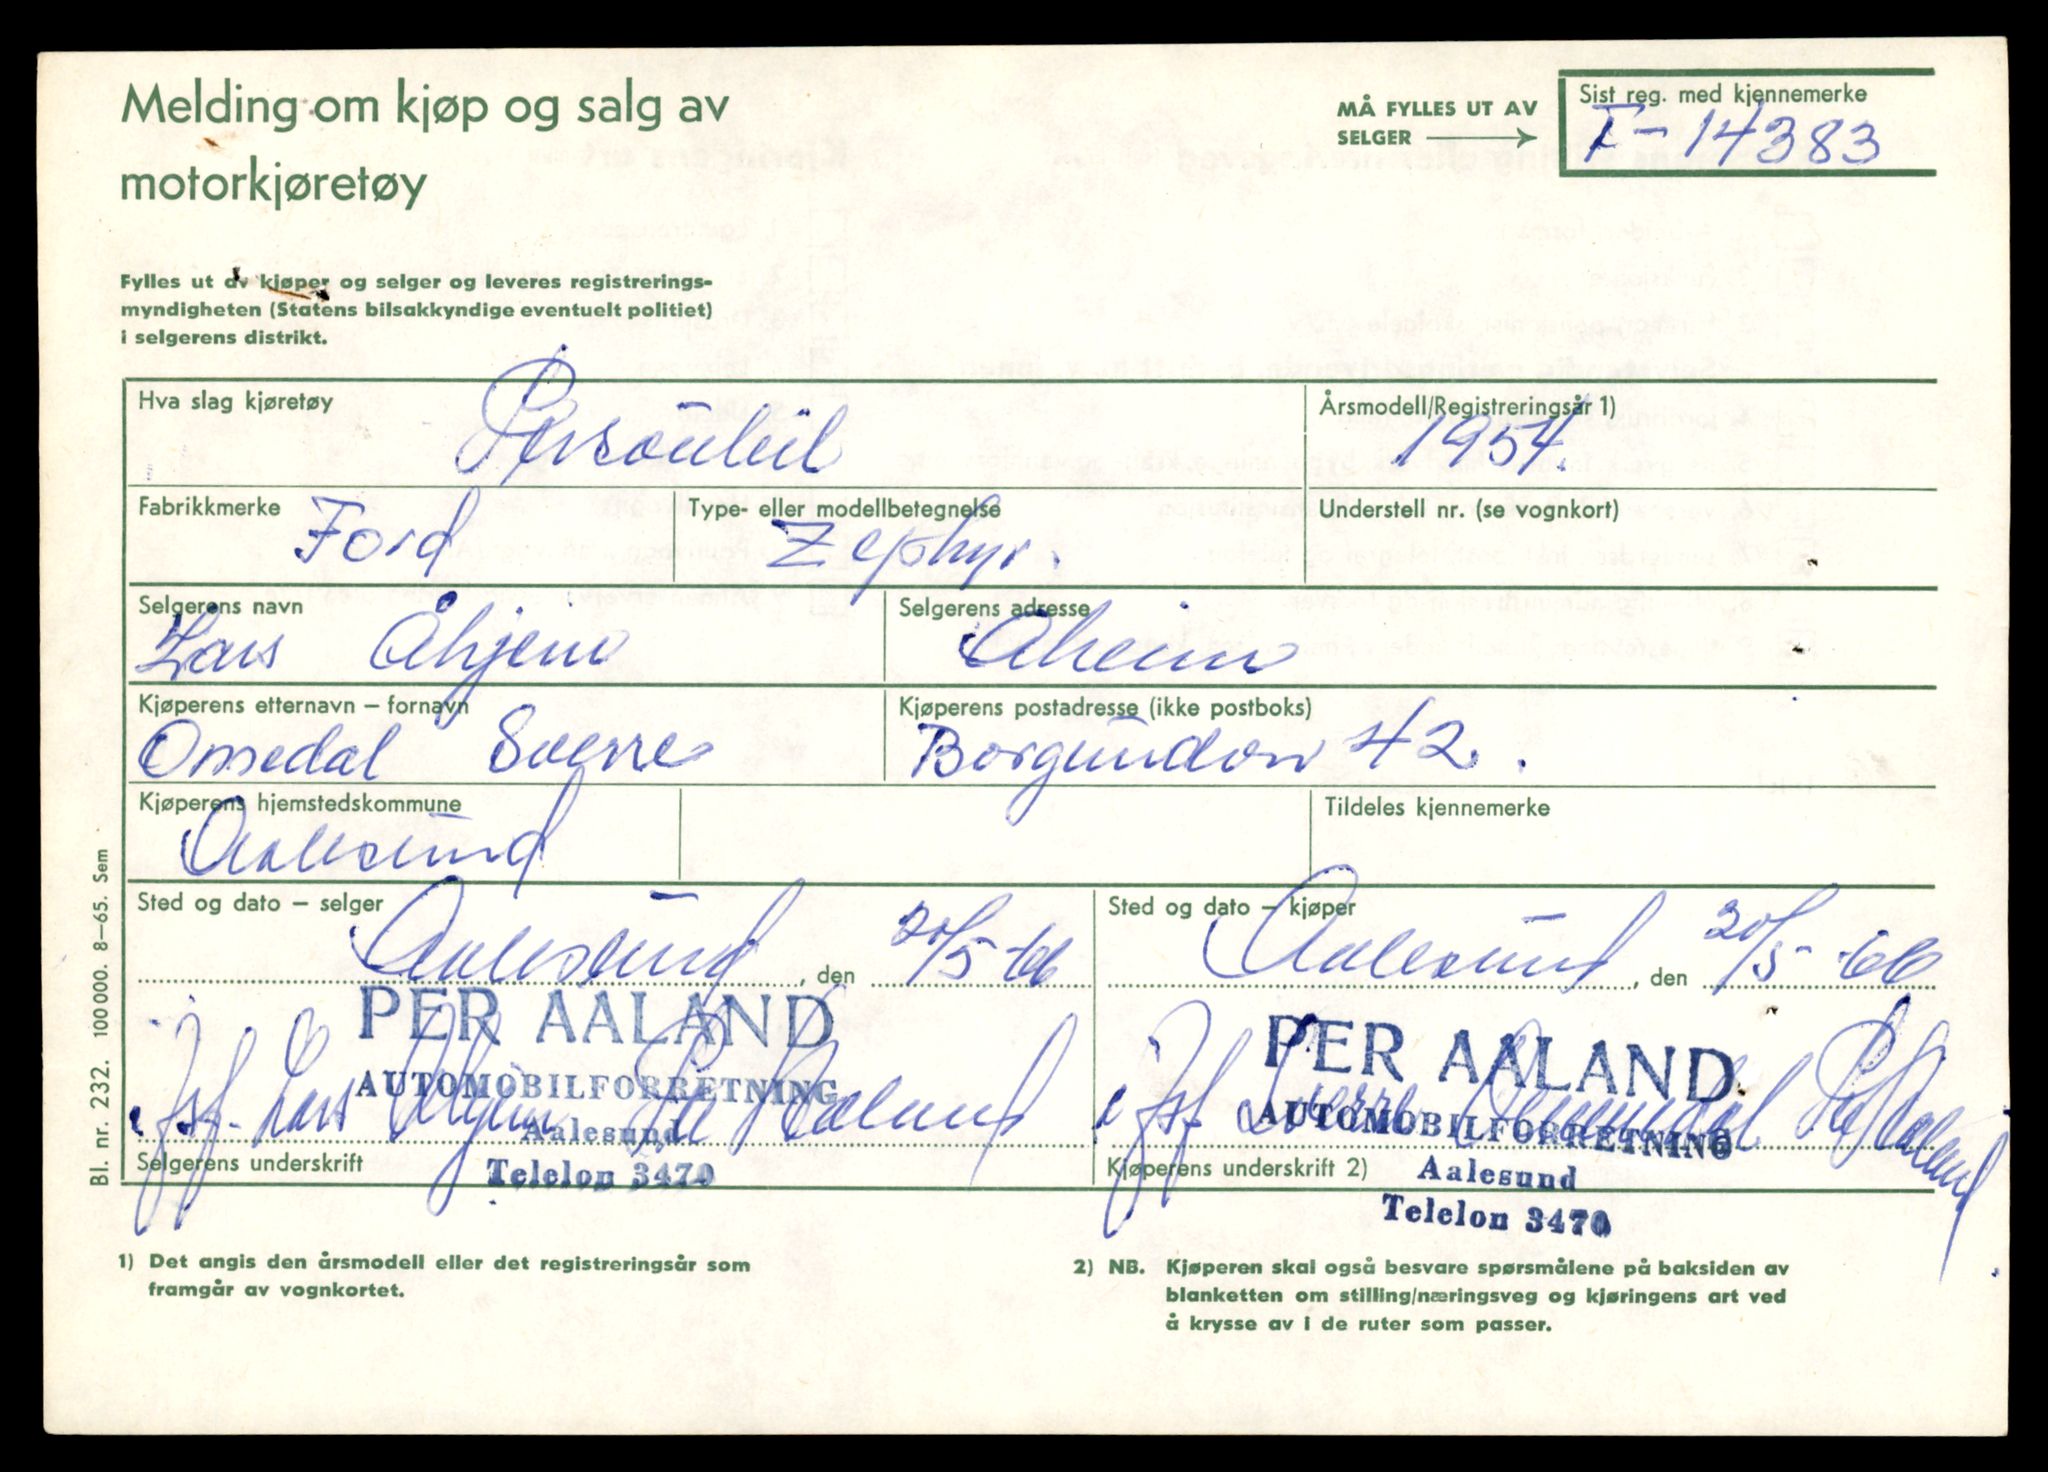 Melding om kjøp og salg av
motorkjøretøy
MÅ FYLLES UT AV
SELGER
Sist reg. med kjennemerke
T-14383
Fylles ut av kjøper og selger og leveres registrerings-
myndigheten (Statens bilsakkyndige eventuelt politiet)
i selgerens distrikt.
Hva slag kjøretøy
Personbil
Årsmodell/Registreringsår 1)
1954.
Fabrikkmerke
Ford
Type- eller modellbetegnelse
Zephyr.
Understell nr. (se vognkort)
Selgerens navn
Lars Åhjem
Selgerens adresse
Åheim
Kjøperens etternavn – fornavn
Omedal Sverre
Kjøperens postadresse (ikke postboks)
Borgundvn 42.
Kjøperens hjemstedskommune
Aalesund
Tildeles kjennemerke
Sted og dato – selger
Aalesund, den 20/5-66
Sted og dato – kjøper
Aalesund, den 20/5-66
PER AALAND
AUTOMOBILFORRETNING
Aalesund
Telefon 3470
Lars Åhjem
Selgerens underskrift
PER AALAND
AUTOMOBILFORRETNING
Aalesund
Telefon 3470
Sverre
Kjøperens underskrift 2)
1) Det angis den årsmodell eller det registreringsår som
framgår av vognkortet.
2) NB. Kjøperen skal også besvare spørsmålene på baksiden av
blanketten om stilling/næringsveg og kjøringens art ved
å krysse av i de ruter som passer.
Bl. nr. 2232. 100 000. 8–65. Sem